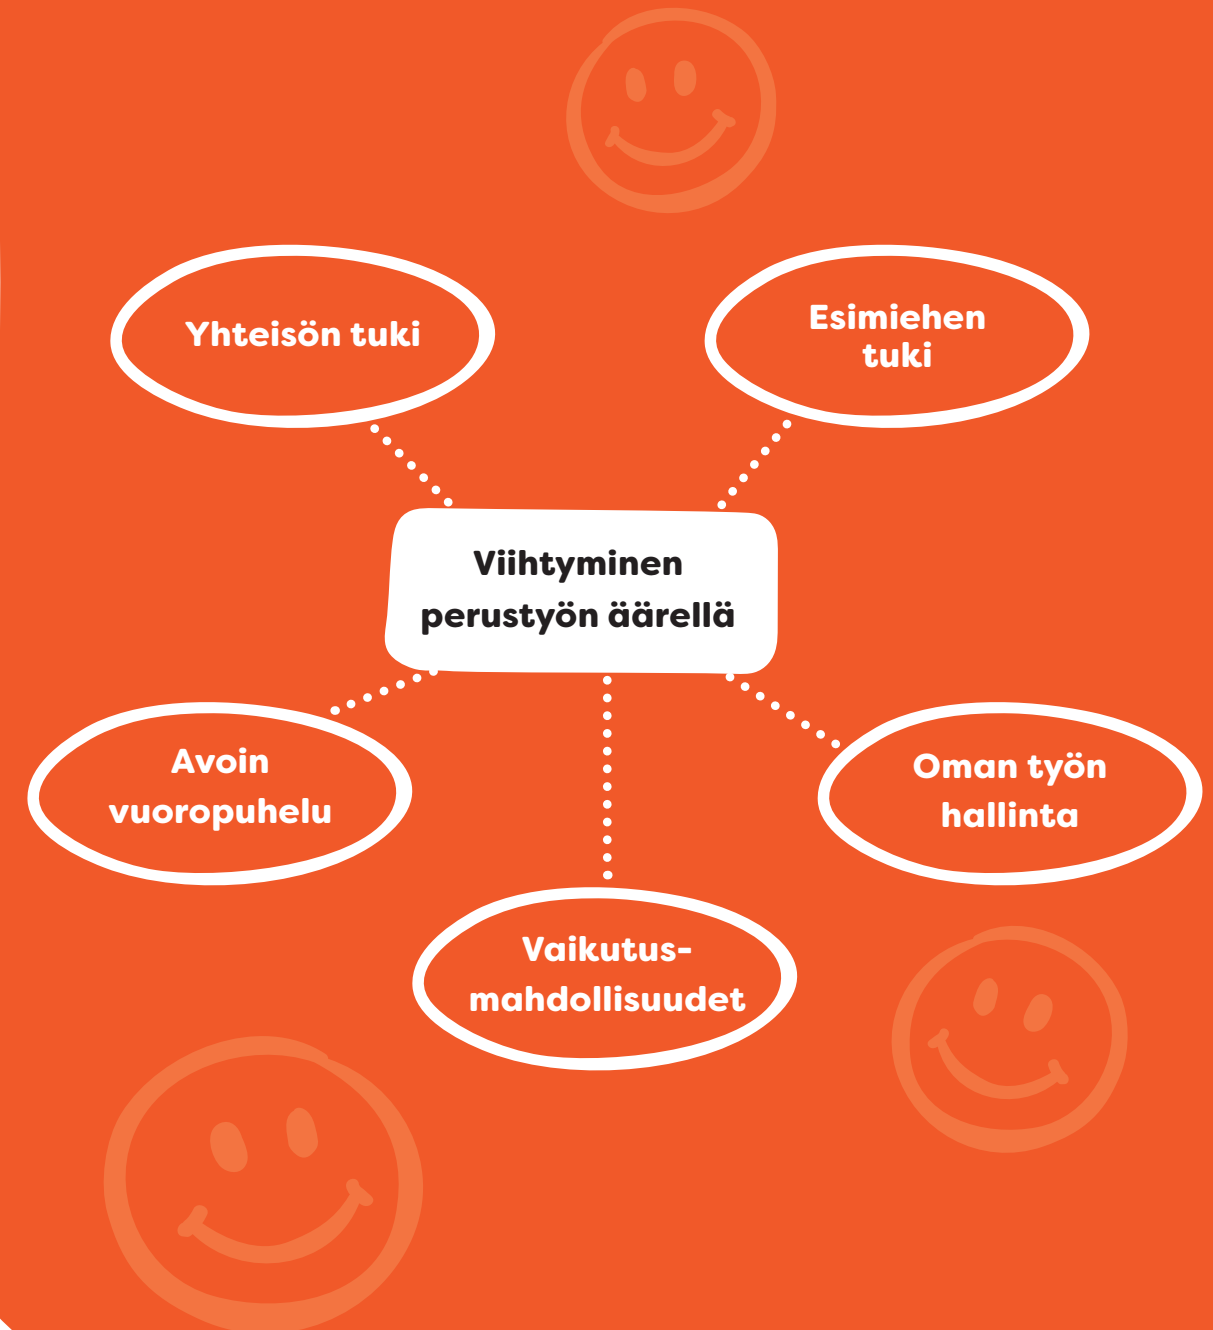 Yhteisön tuki
Esimiehen
tuki
Viihtyminen
perustyön äärellä
Avoin
vuoropuhelu
Oman työn
hallinta
Vaikutus-
mahdollisuudet